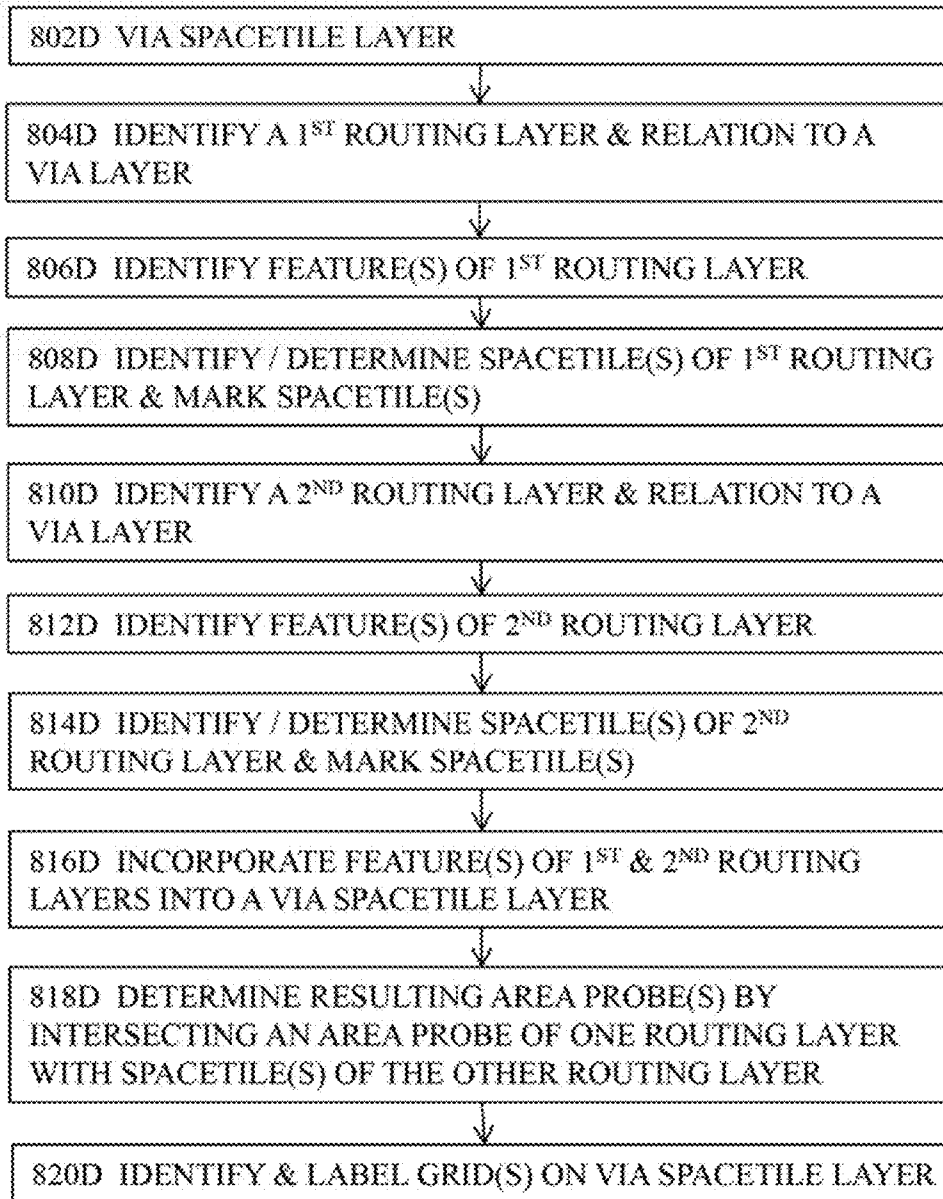 802D VIA SPACETILE LAYER
804D IDENTIFY A 1ST ROUTING LAYER & RELATION TO A
VIA LAYER
806D IDENTIFY FEATURE(S) OF 1ST ROUTING LAYER
808D IDENTIFY / DETERMINE SPACETILE(S) OF 1ST ROUTING
LAYER & MARK SPACETILE(S)
810D IDENTIFY A 2ND ROUTING LAYER & RELATION TO A
VIA LAYER
812D IDENTIFY FEATURE(S) OF 2ND ROUTING LAYER
814D IDENTIFY / DETERMINE SPACETILE(S) OF 2ND
ROUTING LAYER & MARK SPACETILE(S)
816D INCORPORATE FEATURE(S) OF 1ST & 2ND ROUTING
LAYERS INTO A VIA SPACETILE LAYER
818D DETERMINE RESULTING AREA PROBE(S) BY
INTERSECTING AN AREA PROBE OF ONE ROUTING LAYER
WITH SPACETILE(S) OF THE OTHER ROUTING LAYER
820D IDENTIFY & LABEL GRID(S) ON VIA SPACETILE LAYER